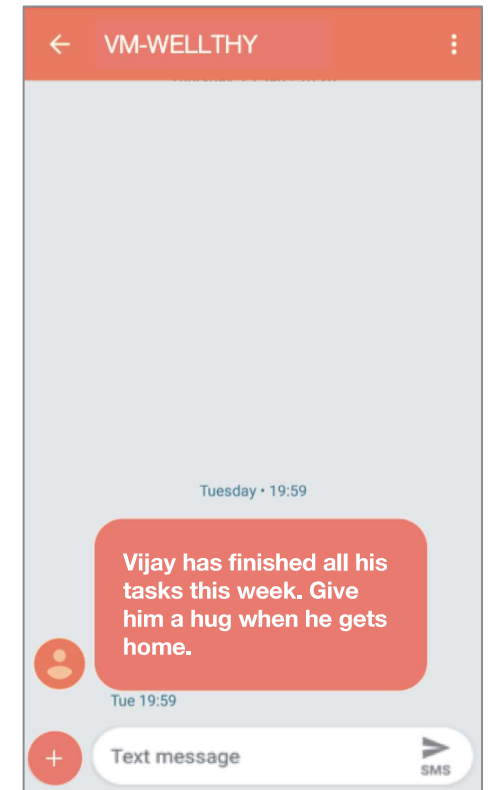 VM-WELLTHY
Tuesday • 19:59
Vijay has finished all his
tasks this week. Give
him a hug when he gets
home.
Tue 19:59
Text message
SMS